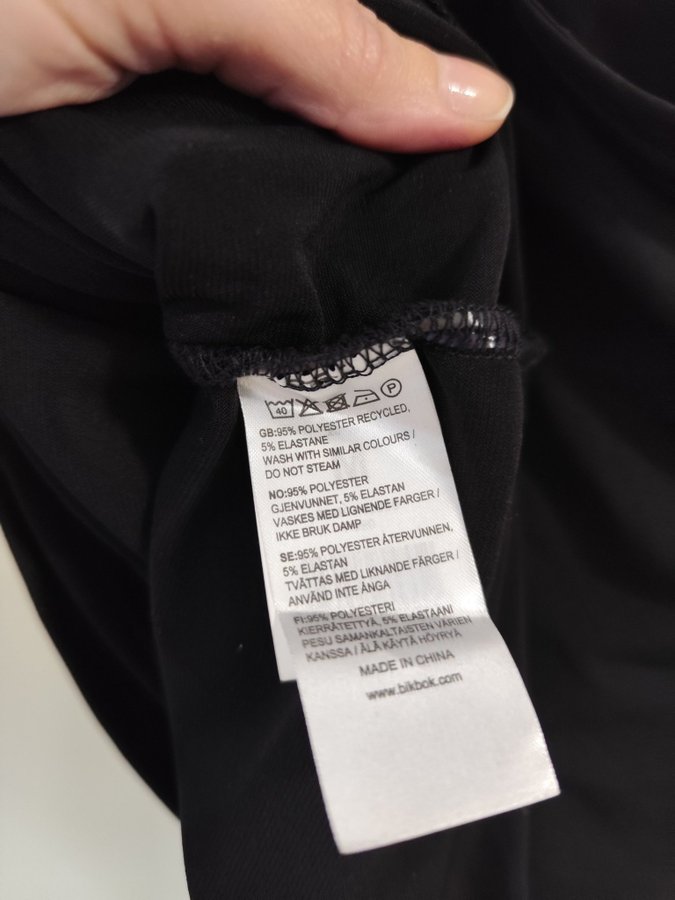 40 P
GB:95% POLYESTER RECYCLED,
5% ELASTANE
WASH WITH SIMILAR COLOURS /
DO NOT STEAM
NO:95% POLYESTER
GJENVUNNET, 5% ELASTAN
VASKES MED LIGNENDE FARGER /
IKKE BRUK DAMP
SE:95% POLYESTER ÅTERVUNNEN,
5% ELASTAN
TVÄTTAS MED LIKNANDE FÄRGER /
ANVÄND INTE ÅNGA
FI:95% POLYESTERI
KIERRÄTETTYÄ, 5% ELASTAANI
PESU SAMANKALTAISTEN VÄRIEN
KANSSA / ÄLÄ KÄYTÄ HÖYRYÄ
MADE IN CHINA
www.bikbok.com